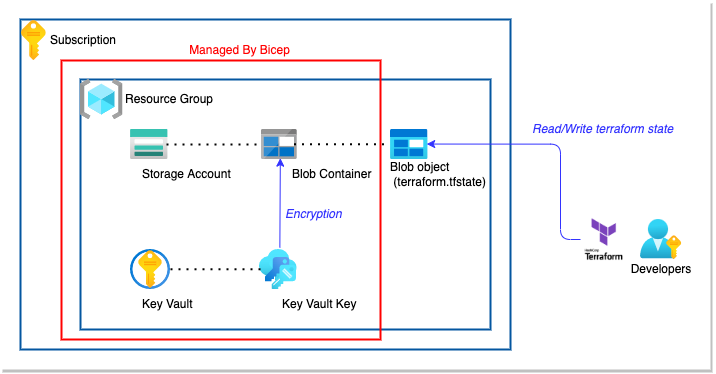 Subscription
Managed By Bicep
Resource Group
Read/Write terraform state
Storage Account
Blob Container
Blob object
(terraform.tfstate)
Encryption
HashiCorp
Terraform
Developers
Key Vault
Key Vault Key